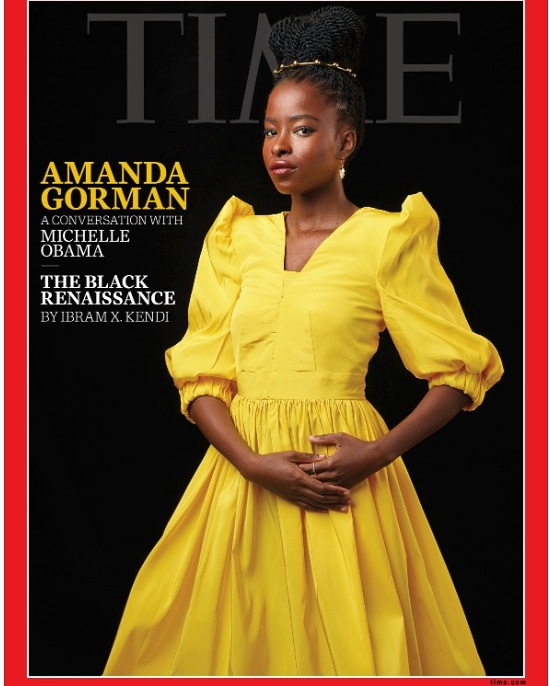 TIME
AMANDA
GORMAN
A CONVERSATION WITH
MICHELLE
OBAMA
THE BLACK
RENAISSANCE
BY IBRAM X. KENDI
time.com